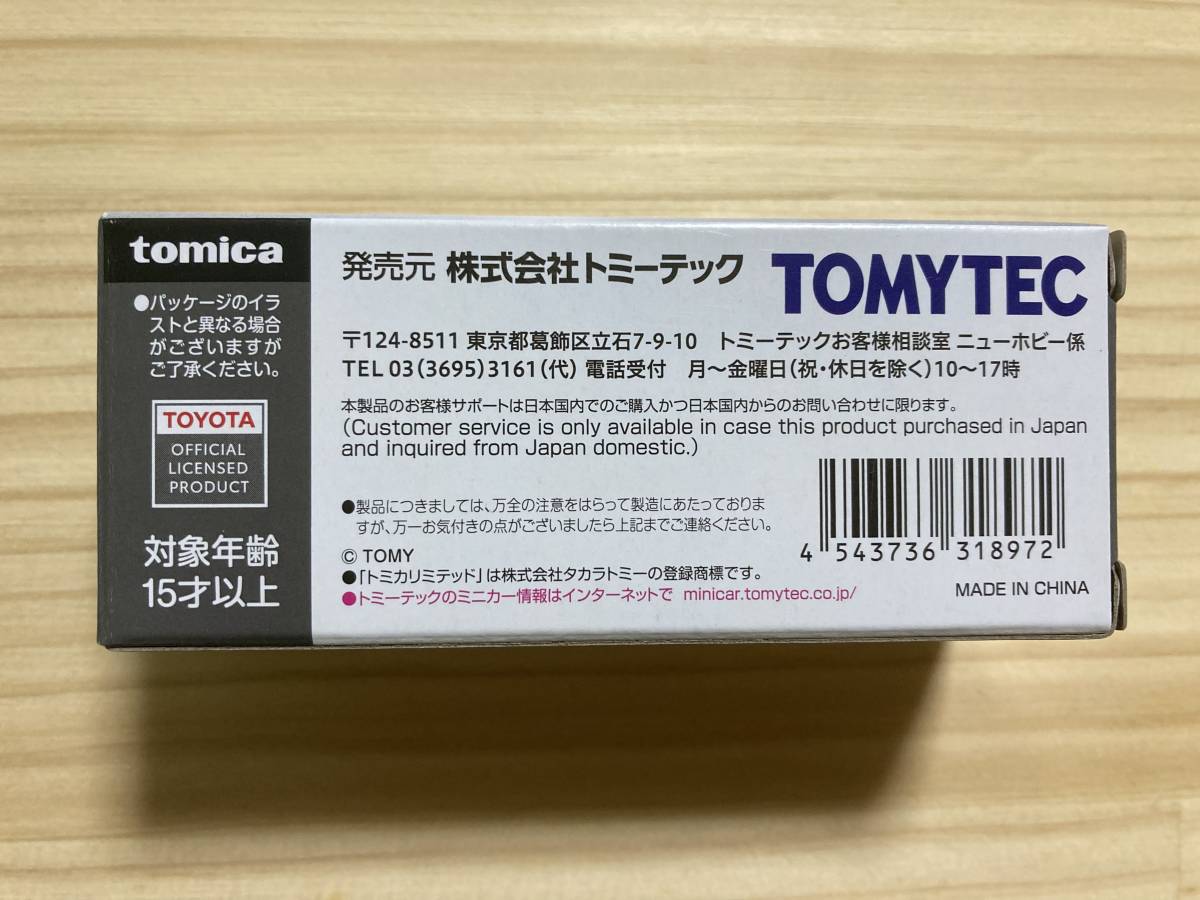 tomica
●パッケージのイラ
ストと異なる場合
がございますが
ご了承ください。
TOYOTA
OFFICIAL
LICENSED
PRODUCT
対象年齢
15才以上
発売元 株式会社トミーテック TOMYTEC
〒124-8511 東京都葛飾区立石7-9-10 トミーテックお客様相談室 ニューホビー係
TEL 03(3695)3161(代) 電話受付 月〜金曜日(祝・休日を除く)10〜17時
本製品のお客様サポートは日本国内でのご購入かつ日本国内からのお問い合わせに限ります。
(Customer service is only available in case this product purchased in Japan
and inquired from Japan domestic.)
●製品につきましては、万全の注意をはらって製造にあたっておりま
すが、万一お気付きの点がございましたら上記までご連絡ください。
© TOMY
●「トミカリミテッド」は株式会社タカラトミーの登録商標です。
●トミーテックのミニカー情報はインターネットで minicar.tomytec.co.jp/
4 543736 318972
MADE IN CHINA